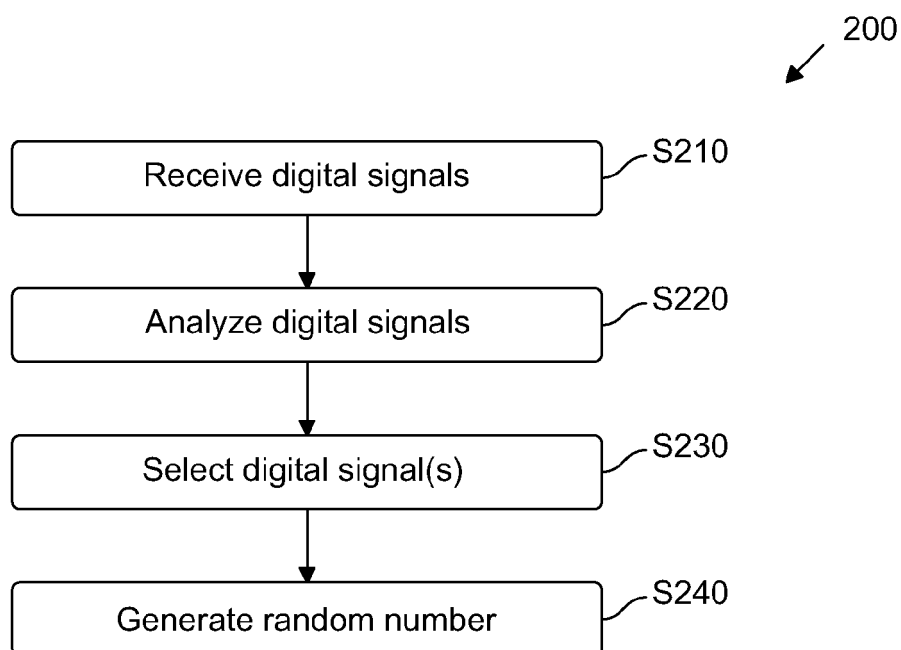 200
Receive digital signals
S210
Analyze digital signals
S220
Select digital signal(s)
S230
Generate random number
S240